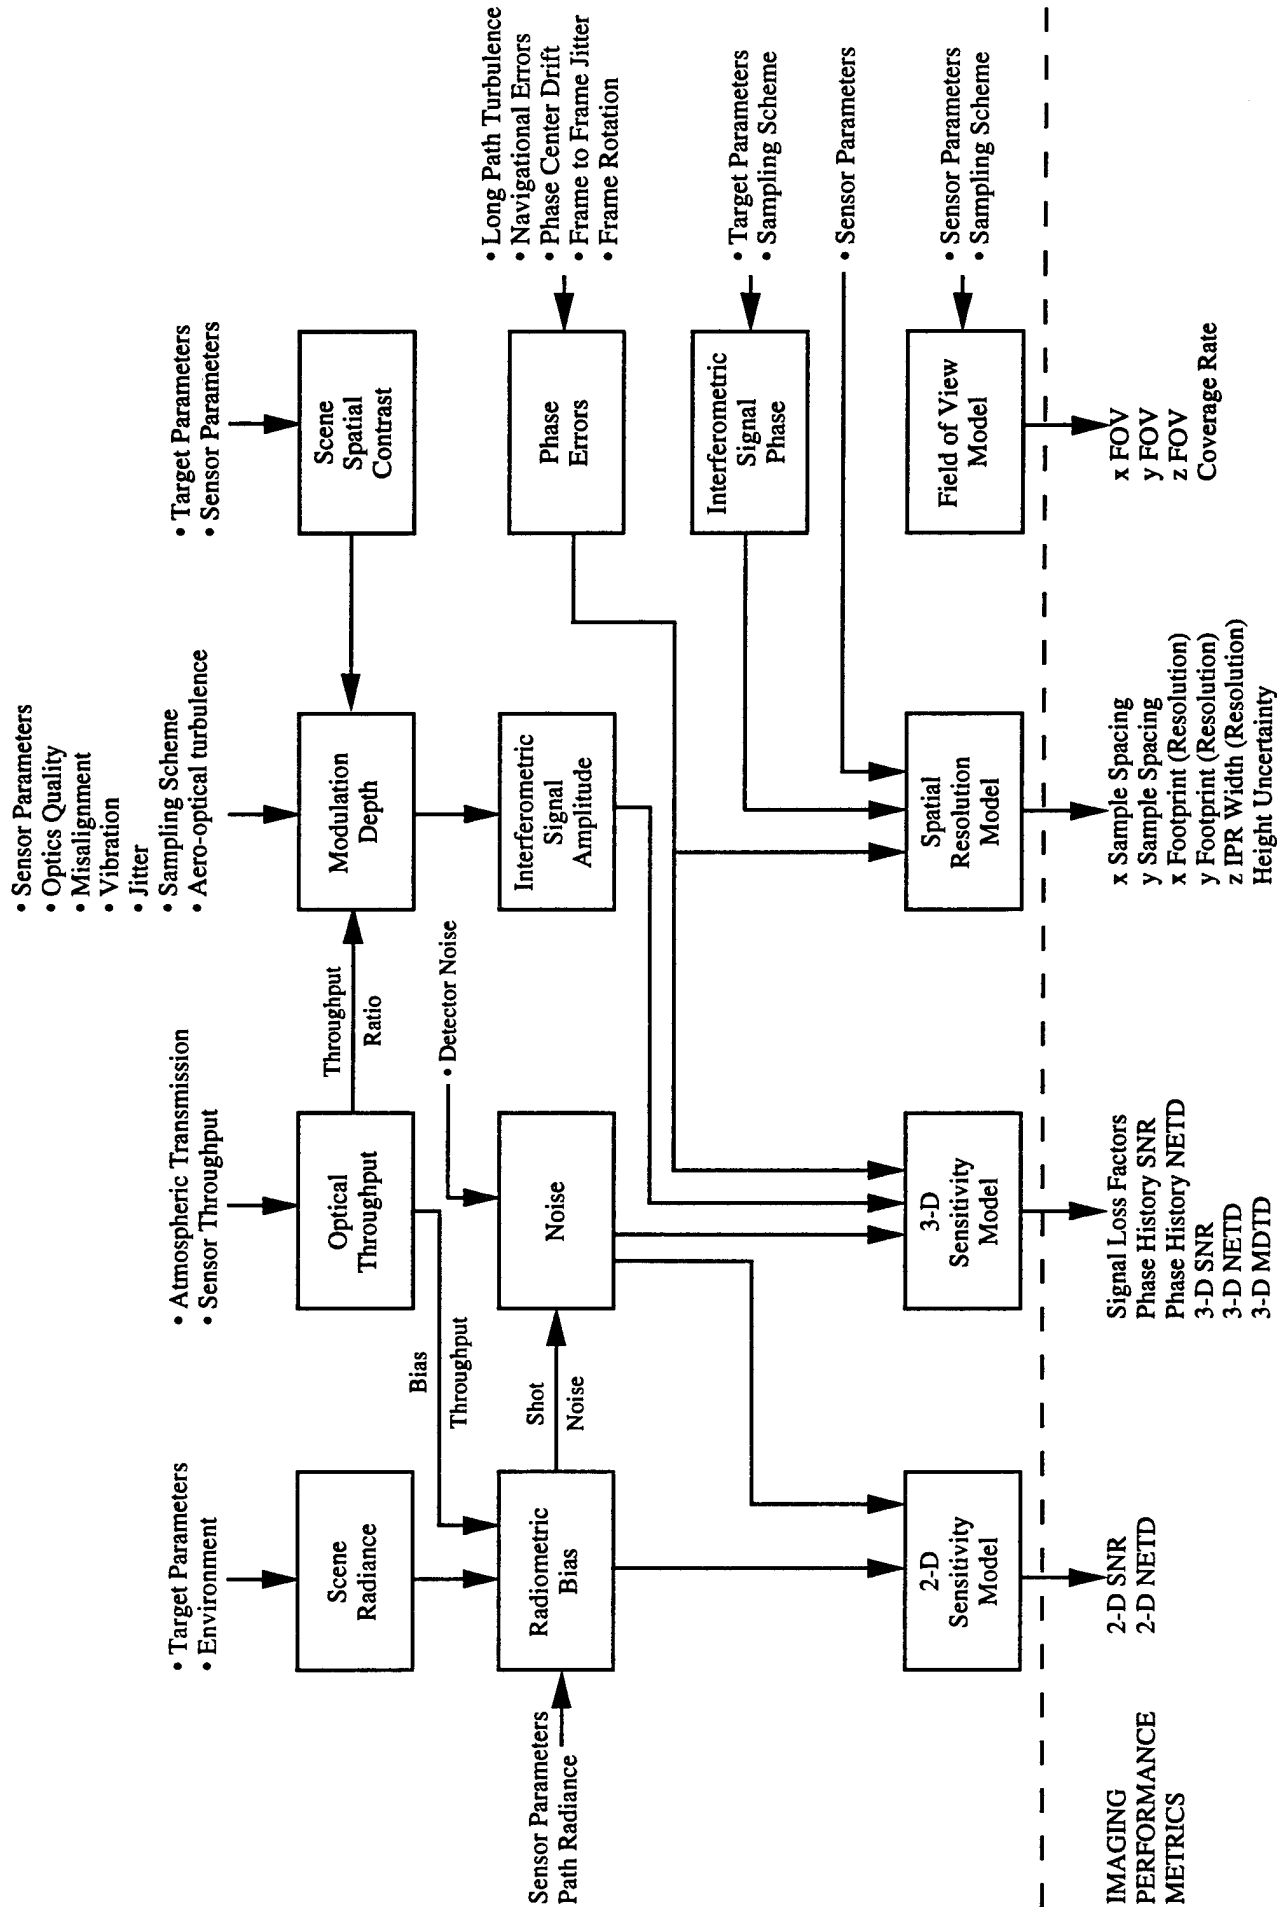 • Sensor Parameters
• Optics Quality
• Misalignment
• Vibration
• Jitter
• Sampling Scheme
• Aero-optical turbulence
• Target Parameters
• Environment
• Atmospheric Transmission
• Sensor Throughput
• Target Parameters
• Sensor Parameters
Scene
Radiance
Optical
Throughput
Throughput
Ratio
Modulation
Depth
Scene
Spatial
Contrast
Bias
Throughput
• Detector Noise
Sensor Parameters
Path Radiance
Radiometric
Bias
Shot
Noise
Noise
Interferometric
Signal
Amplitude
Phase
Errors
• Long Path Turbulence
• Navigational Errors
• Phase Center Drift
• Frame to Frame Jitter
• Frame Rotation
Interferometric
Signal
Phase
• Target Parameters
• Sampling Scheme
• Sensor Parameters
2-D
Sensitivity
Model
3-D
Sensitivity
Model
Spatial
Resolution
Model
Field of View
Model
• Sensor Parameters
• Sampling Scheme
IMAGING
PERFORMANCE
METRICS
2-D SNR
2-D NETD
Signal Loss Factors
Phase History SNR
Phase History NETD
3-D SNR
3-D NETD
3-D MDTD
x Sample Spacing
y Sample Spacing
x Footprint (Resolution)
y Footprint (Resolution)
z IPR Width (Resolution)
Height Uncertainty
x FOV
y FOV
z FOV
Coverage Rate